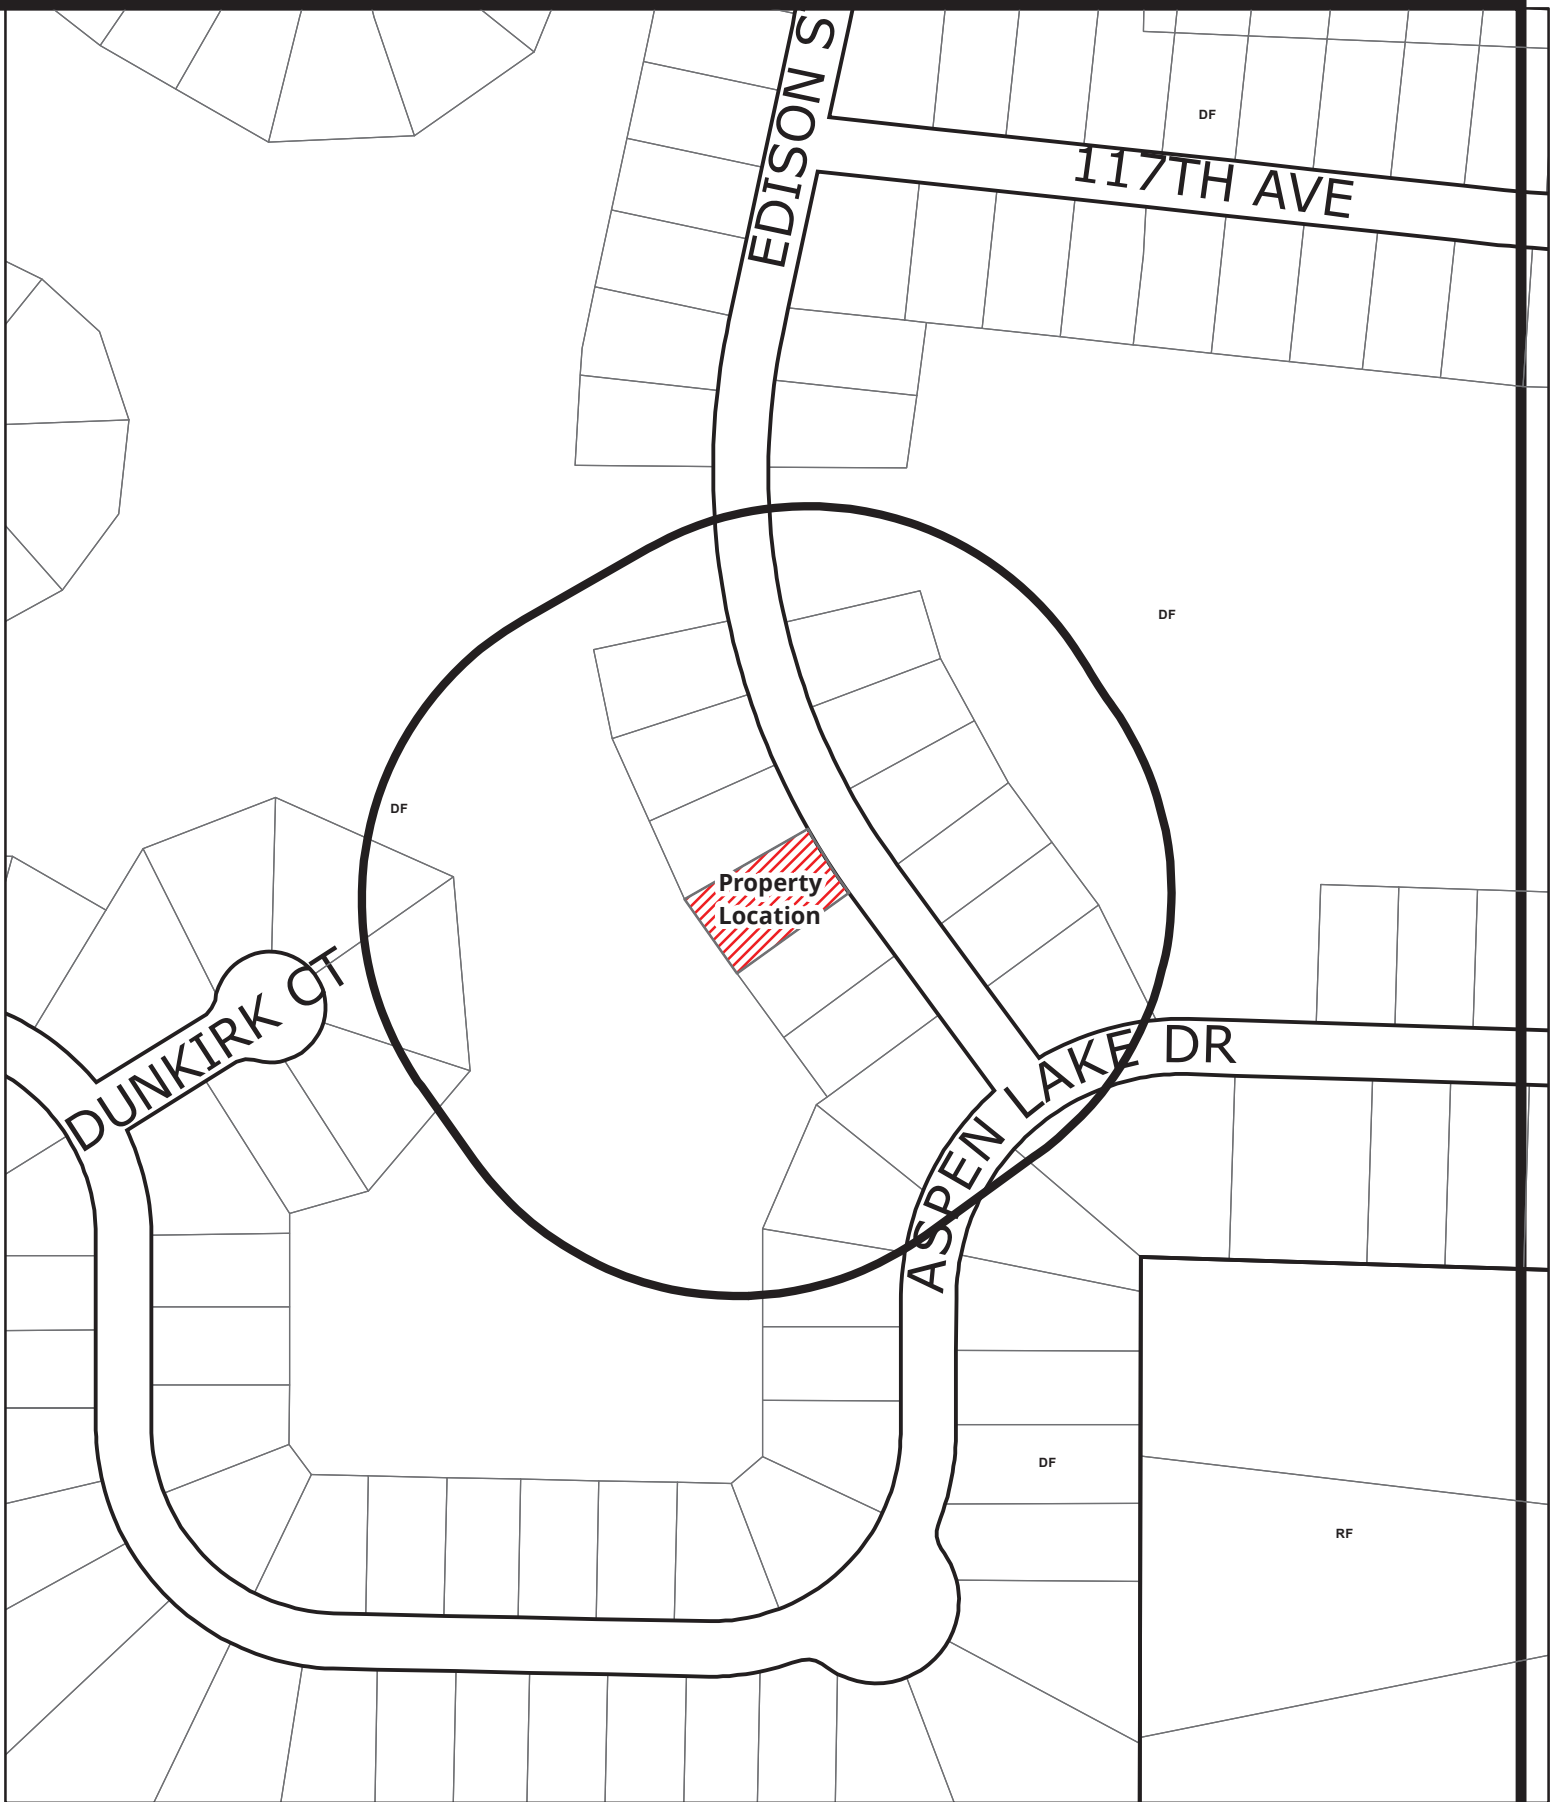 EDISON S
DF
117TH AVE
DF
DF
Property
Location
DUNKIRK CT
ASPEN LAKE DR
DF
RF